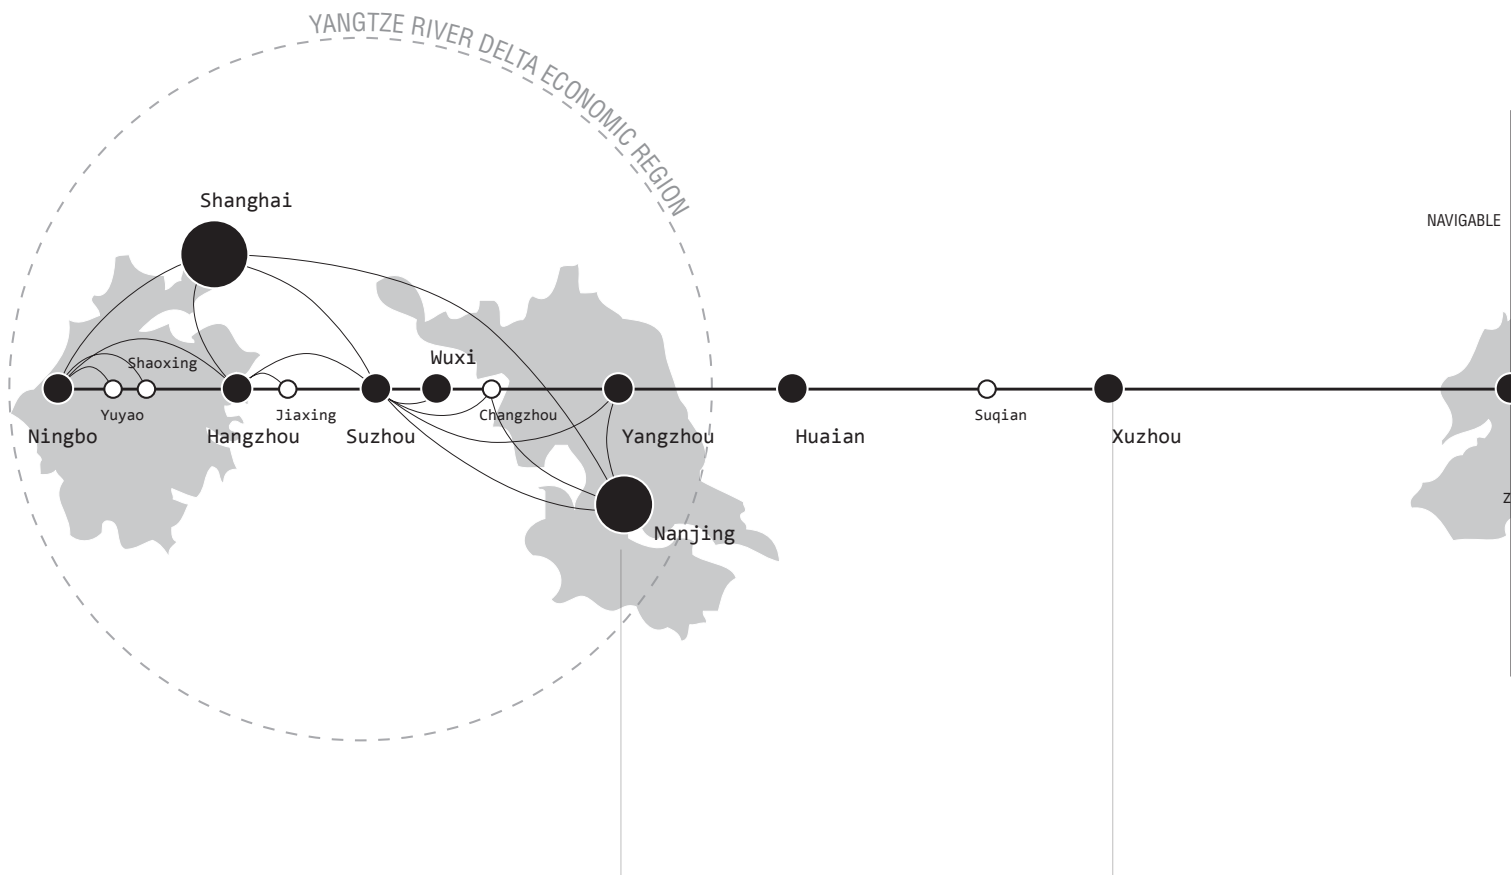 YANGTZE RIVER DELTA ECONOMIC REGION
Shanghai
NAVIGABLE
Wuxi
Shaoxing
Yuyao
Jiaxing
Changzhou
Suqian
Ningbo
Hangzhou
Suzhou
Yangzhou
Huaian
Xuzhou
Z
Nanjing